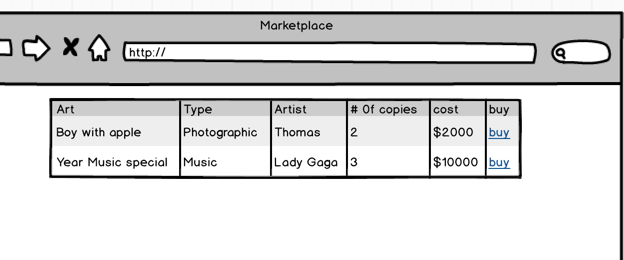 Marketplace
http://
Art Type Artist # Of copies cost buy
Boy with apple Photographic Thomas 2 $2000 buy
Year Music special Music Lady Gaga 3 $10000 buy